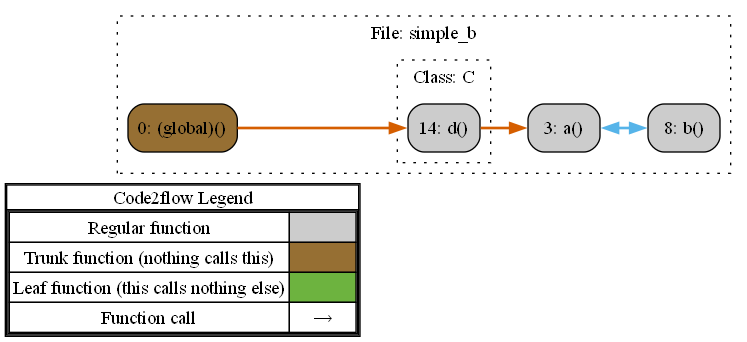 File: simple_b
Class: C
0: (global)()
14: d()
3: a()
8: b()
Code2flow Legend
Regular function
Trunk function (nothing calls this)
Leaf function (this calls nothing else)
Function call →